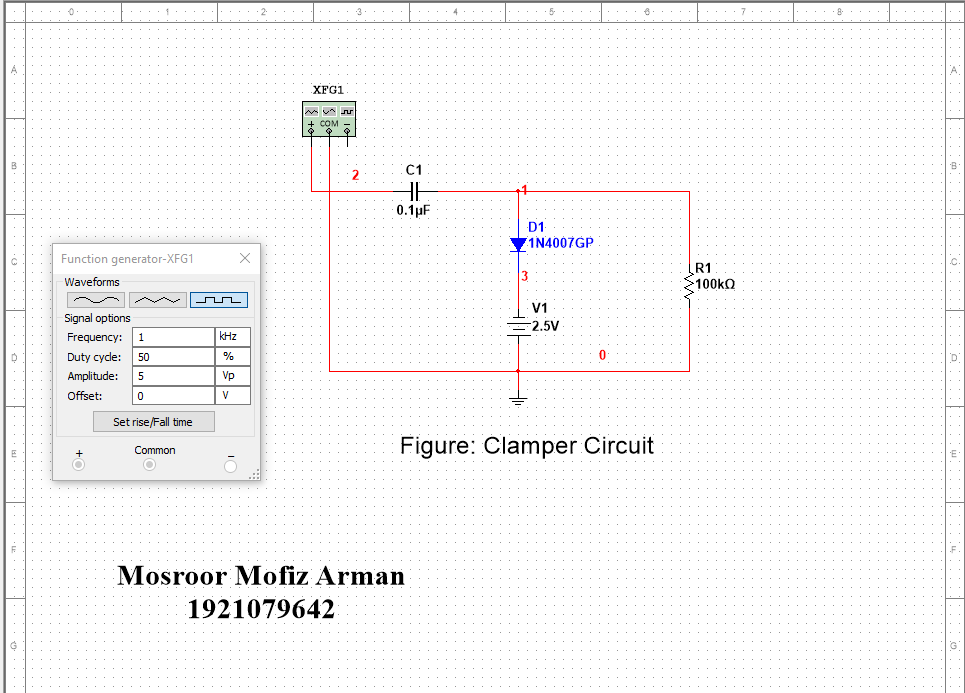 0 1 2 3 4 5 6 7 8
A A
XFG1
COM
B B
2 C1
0.1µF
1
D1
1N4007GP
C C
3
R1
100kΩ
V1
2.5V
D D
0
Function generator-XFG1
Waveforms
Signal options
Frequency: 1 kHz
Duty cycle: 50 %
Amplitude: 5 Vp
Offset: 0 V
Set rise/Fall time
+ Common −
Figure: Clamper Circuit
E E
F F
Mosroor Mofiz Arman
1921079642
G G